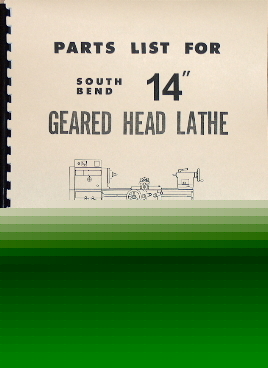 PARTS LIST FOR
SOUTH
BEND
14"
GEARED HEAD LATHE